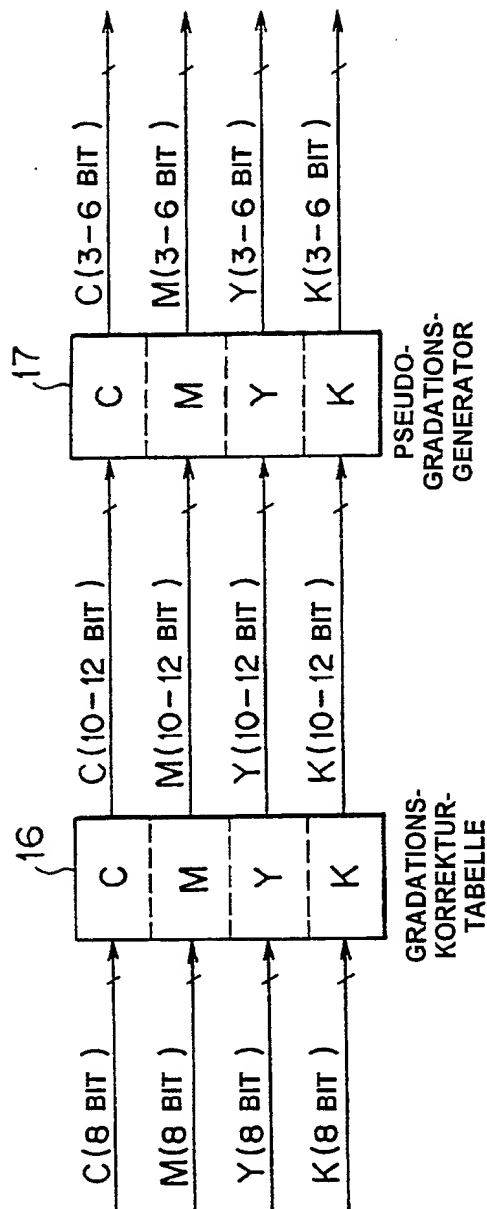 16
17
C(8 BIT)
C
C(10-12 BIT)
C
C(3-6 BIT)
M(8 BIT)
M
M(10-12 BIT)
M
M(3-6 BIT)
Y(8 BIT)
Y
Y(10-12 BIT)
Y
Y(3-6 BIT)
K(8 BIT)
K
K(10-12 BIT)
K
K(3-6 BIT)
GRADATIONS-
KORREKTUR-
TABELLE
PSEUDO-
GRADATIONS-
GENERATOR